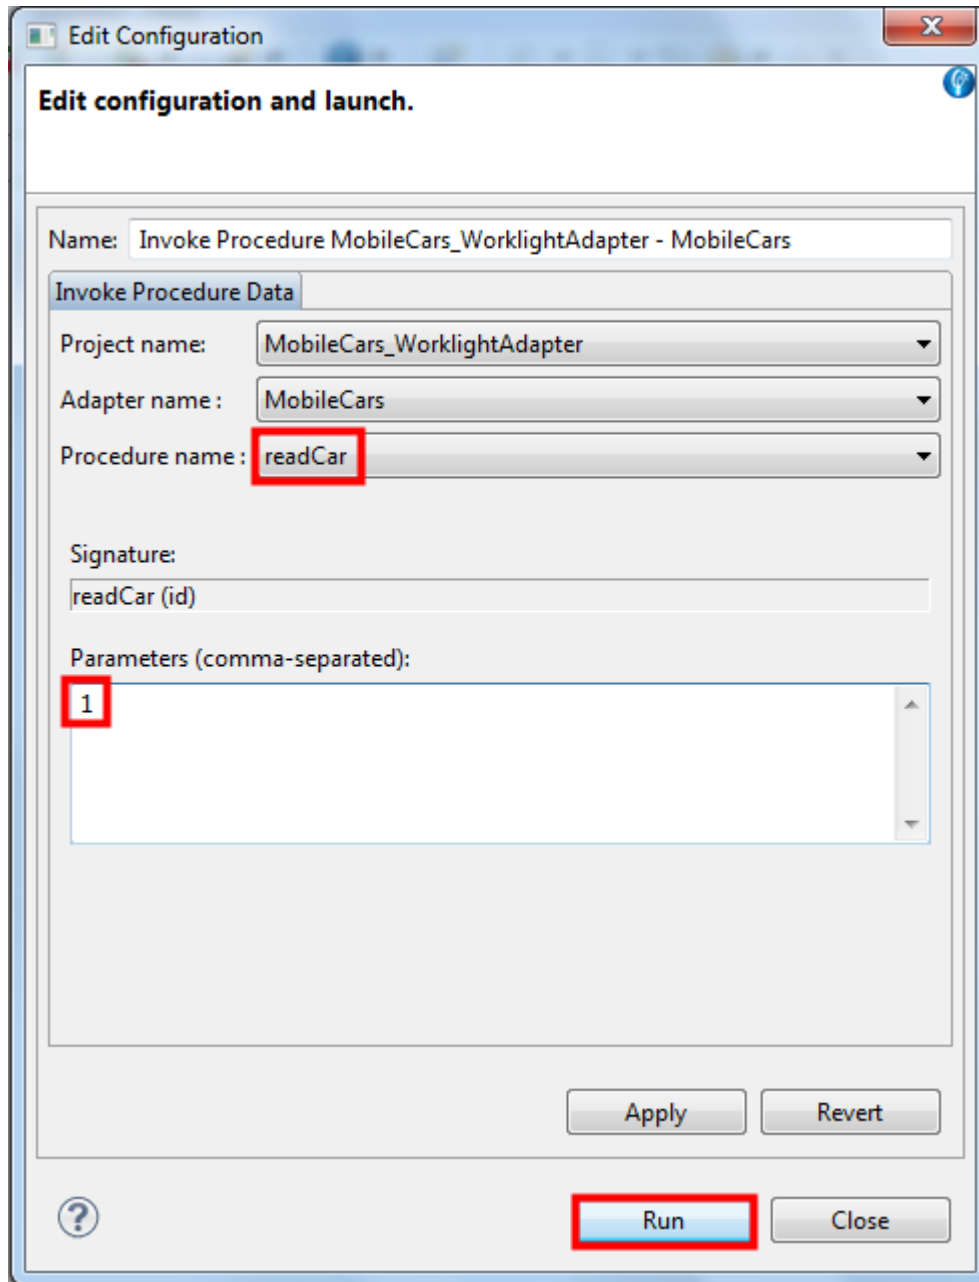 Edit Configuration
Edit configuration and launch.
Name: Invoke Procedure MobileCars_WorklightAdapter - MobileCars
Invoke Procedure Data
Project name: MobileCars_WorklightAdapter
Adapter name : MobileCars
Procedure name : readCar
Signature:
readCar (id)
Parameters (comma-separated):
1
Apply Revert
? Run Close